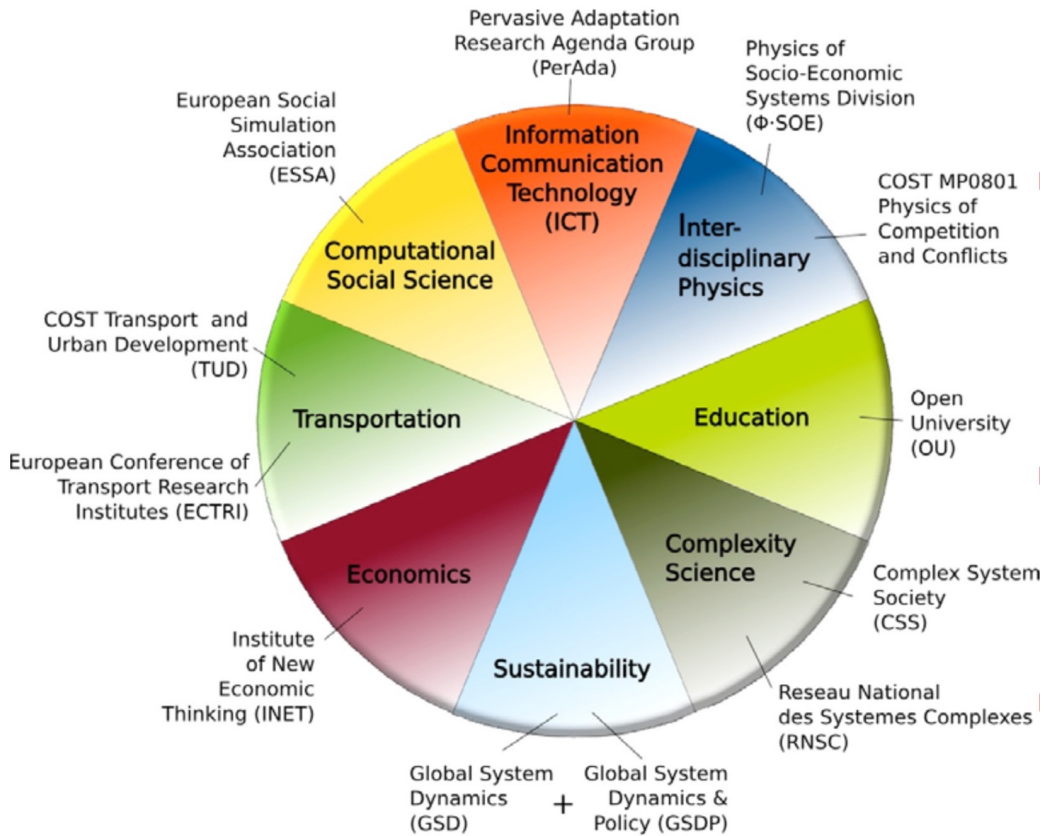 Pervasive Adaptation
Research Agenda Group
(PerAda)
Physics of
Socio-Economic
Systems Division
(Φ·SOE)
European Social
Simulation
Association
(ESSA)
Information
Communication
Technology
(ICT)
COST MP0801
Physics of
Competition
and Conflicts
Inter-
disciplinary
Physics
Computational
Social Science
COST Transport and
Urban Development
(TUD)
Transportation
Education
Open
University
(OU)
European Conference of
Transport Research
Institutes (ECTRI)
Economics
Complexity
Science
Complex System
Society
(CSS)
Institute
of New
Economic
Thinking (INET)
Sustainability
Reseau National
des Systemes Complexes
(RNSC)
Global System
Dynamics
(GSD)
+
Global System
Dynamics &
Policy (GSDP)